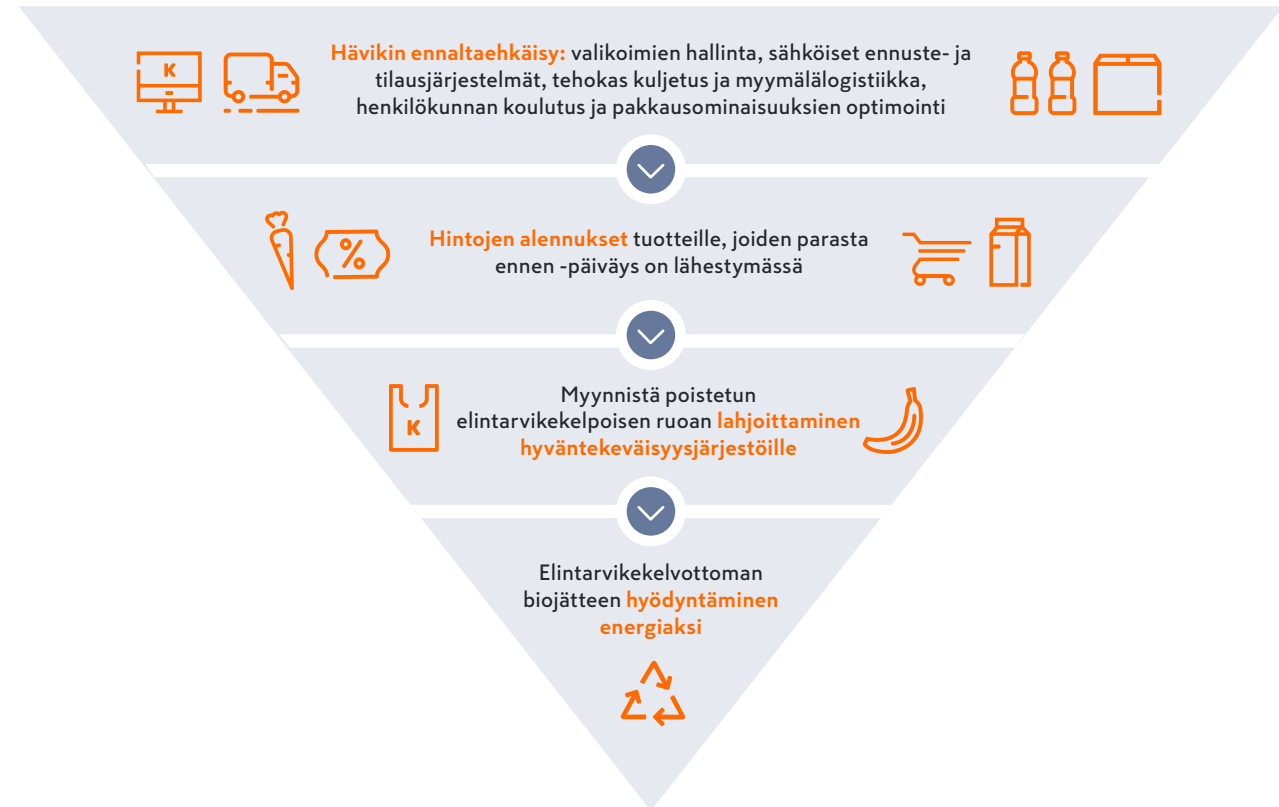 K
Hävikin ennaltaehkäisy: valikoimien hallinta, sähköiset ennuste- ja
tilausjärjestelmät, tehokas kuljetus ja myymälälogistiikka,
henkilökunnan koulutus ja pakkausominaisuuksien optimointi
%
Hintojen alennukset tuotteille, joiden parasta
ennen -päiväys on lähestymässä
K
Myynnistä poistetun
elintarvikekelpoisen ruoan lahjoittaminen
hyväntekeväisyysjärjestöille
Elintarvikekelvottoman
biojätteen hyödyntäminen
energiaksi